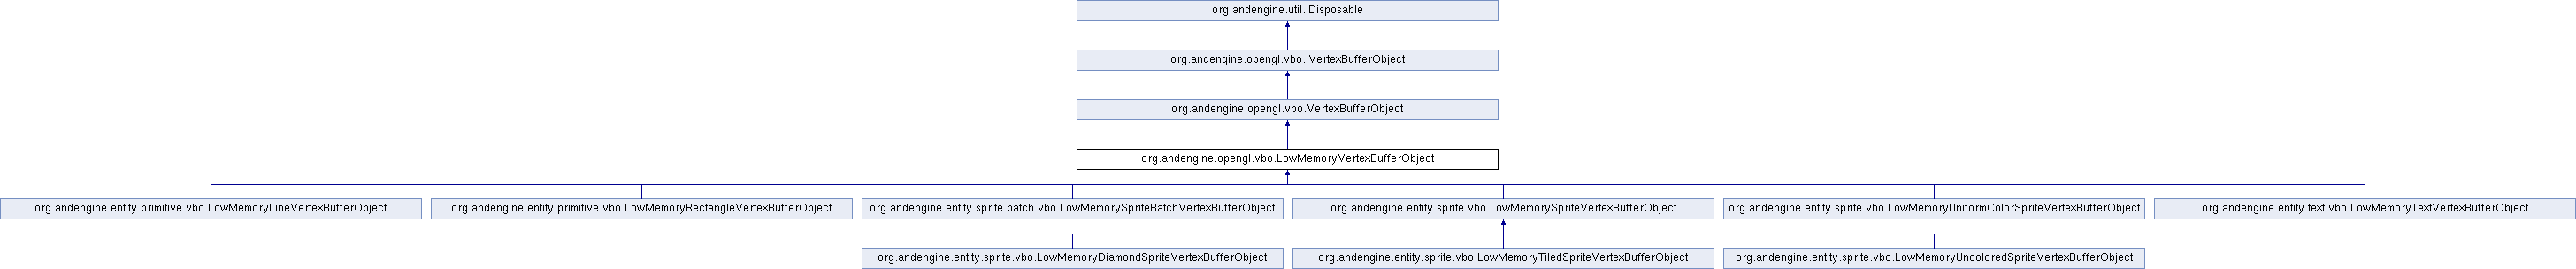 org.andengine.util.IDisposable
org.andengine.opengl.vbo.IVertexBufferObject
org.andengine.opengl.vbo.VertexBufferObject
org.andengine.opengl.vbo.LowMemoryVertexBufferObject
org.andengine.entity.primitive.vbo.LowMemoryLineVertexBufferObject
org.andengine.entity.primitive.vbo.LowMemoryRectangleVertexBufferObject
org.andengine.entity.sprite.batch.vbo.LowMemorySpriteBatchVertexBufferObject
org.andengine.entity.sprite.vbo.LowMemorySpriteVertexBufferObject
org.andengine.entity.sprite.vbo.LowMemoryUniformColorSpriteVertexBufferObject
org.andengine.entity.text.vbo.LowMemoryTextVertexBufferObject
org.andengine.entity.sprite.vbo.LowMemoryDiamondSpriteVertexBufferObject
org.andengine.entity.sprite.vbo.LowMemoryTiledSpriteVertexBufferObject
org.andengine.entity.sprite.vbo.LowMemoryUncoloredSpriteVertexBufferObject